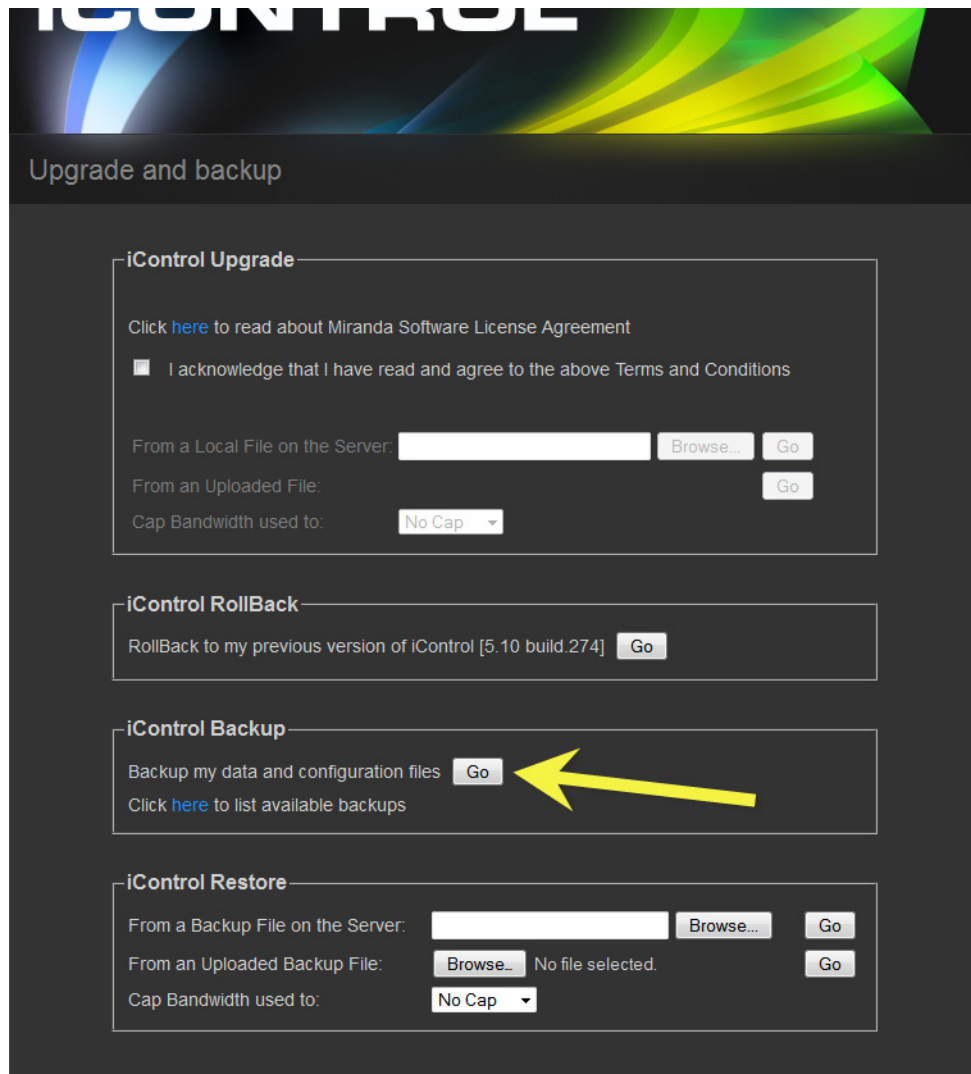 iCONTROL
Upgrade and backup
iControl Upgrade
Click here to read about Miranda Software License Agreement
I acknowledge that I have read and agree to the above Terms and Conditions
From a Local File on the Server: Browse... Go
From an Uploaded File: Go
Cap Bandwidth used to: No Cap
iControl RollBack
RollBack to my previous version of iControl [5.10 build.274] Go
iControl Backup
Backup my data and configuration files Go
Click here to list available backups
iControl Restore
From a Backup File on the Server: Browse... Go
From an Uploaded Backup File: Browse... No file selected. Go
Cap Bandwidth used to: No Cap